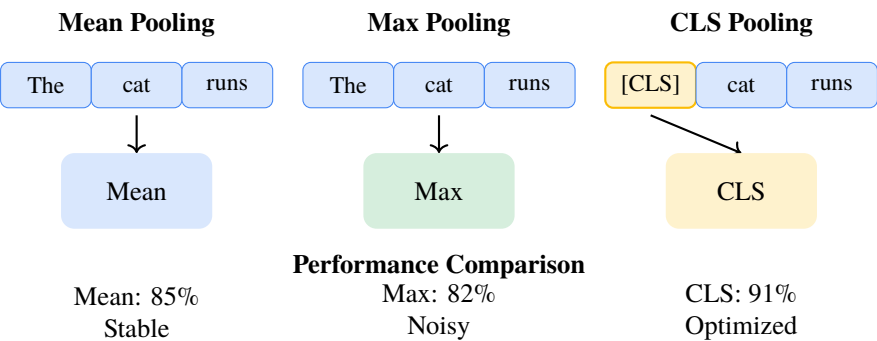 Mean Pooling
The cat runs
Mean
Max Pooling
The cat runs
Max
CLS Pooling
[CLS] cat runs
CLS
Performance Comparison
Mean: 85%
Stable
Max: 82%
Noisy
CLS: 91%
Optimized